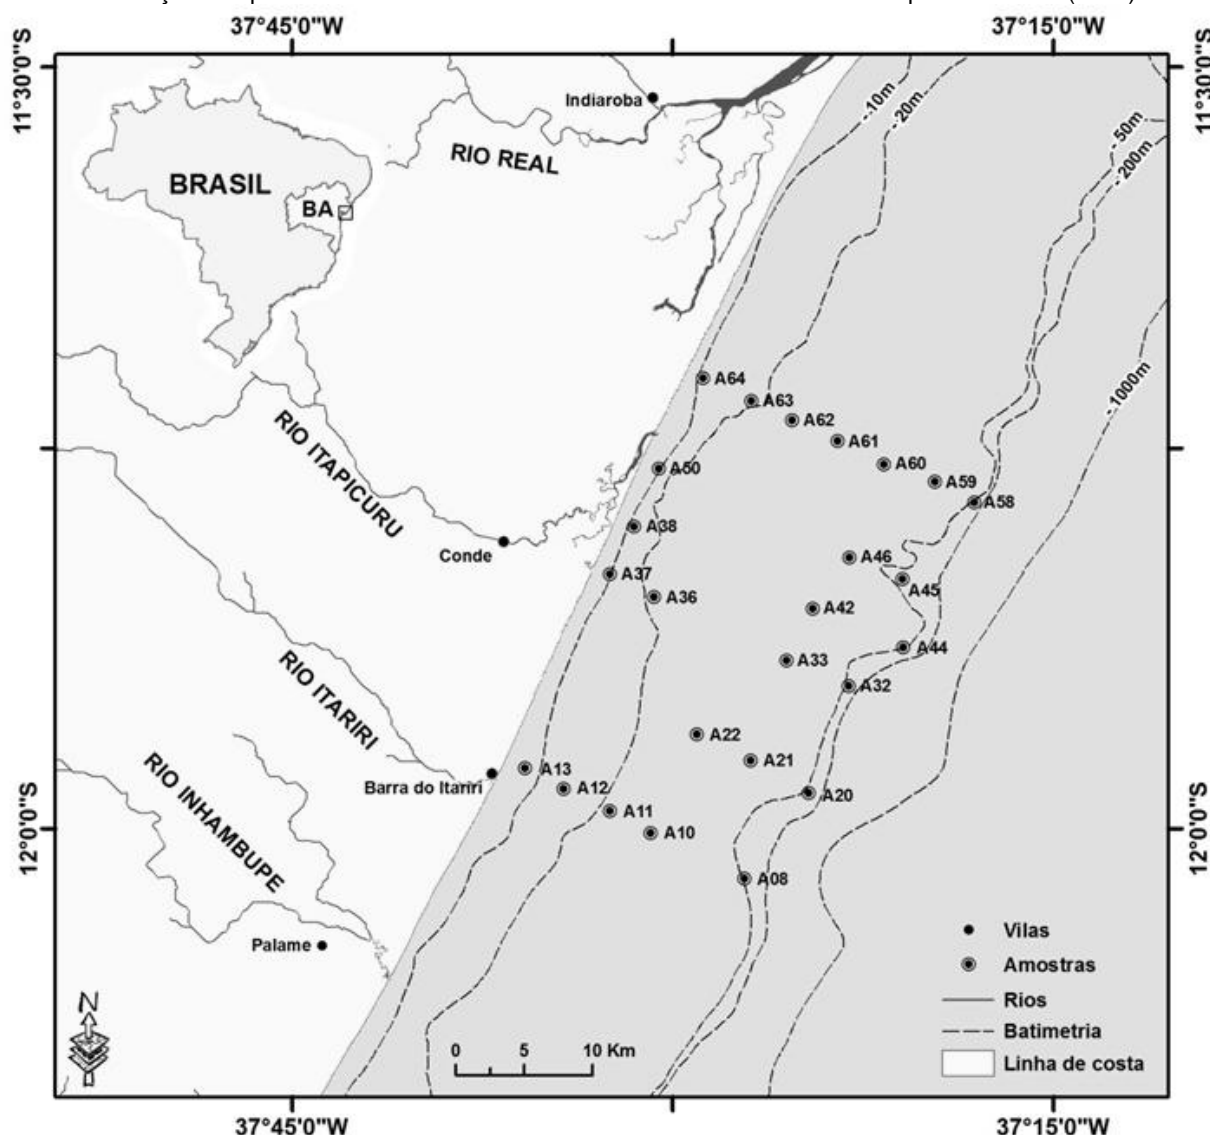 37°45'0"W
37°15'0"W
11°30'0"S
11°30'0"S
Indiaroba
RIO REAL
-10m
-20m
-50m
-200m
BRASIL
BA
-1000m
A64
A63
A62
A61
A60
A59
A58
RIO ITAPICURU
A50
A38
Conde
A37
A36
A46
A45
A42
A44
A33
A32
RIO ITARIRI
A22
A21
A20
A13
A12
A11
A10
Barra do Itariri
RIO INHAMBUPE
12°0'0"S
12°0'0"S
A08
Palame
N
0 5 10 Km
Vilas
Amostras
Rios
Batimetria
Linha de costa
37°45'0"W
37°15'0"W